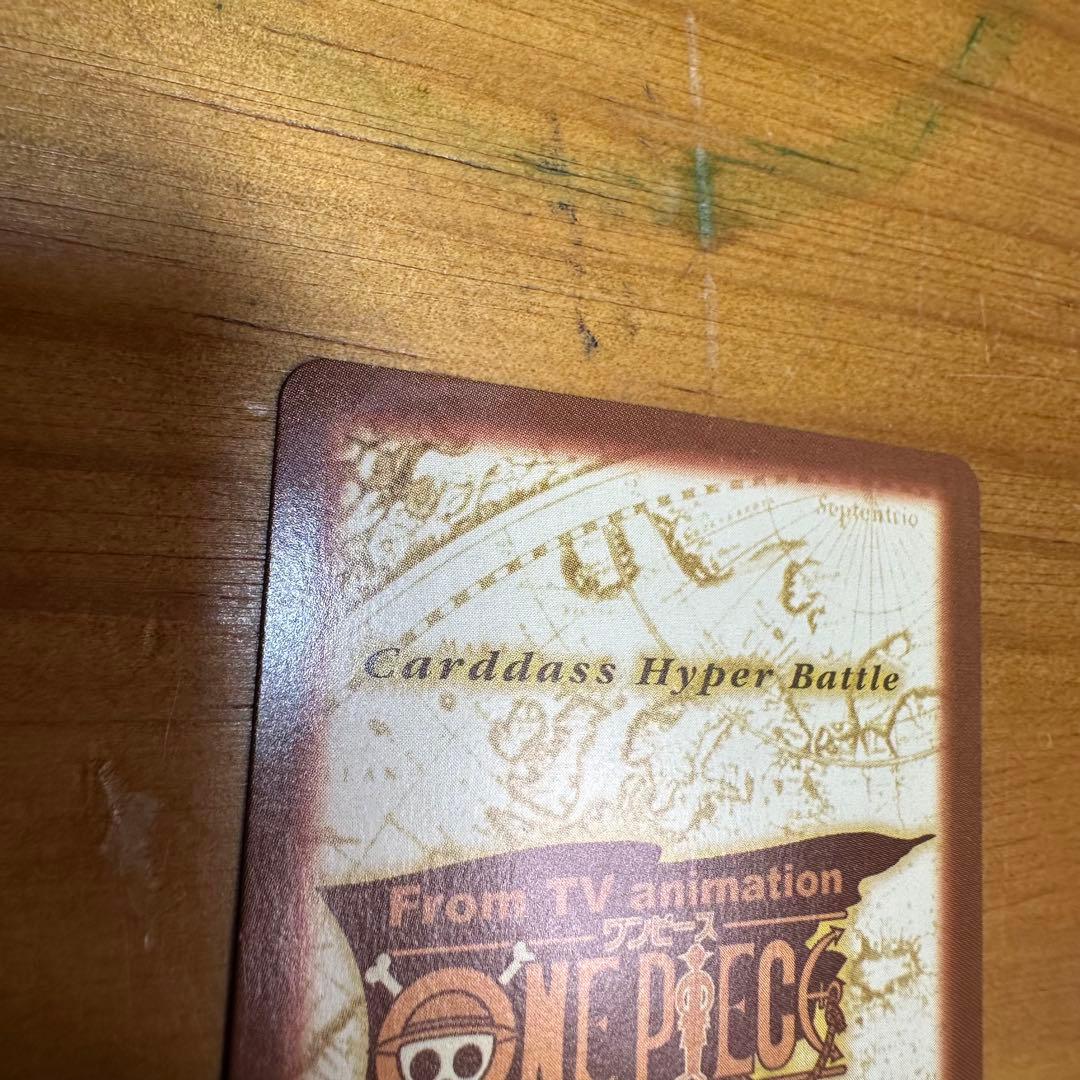 Septentrio
Carddass Hyper Battle
From TV animation
ワンピース
ONE PIECE